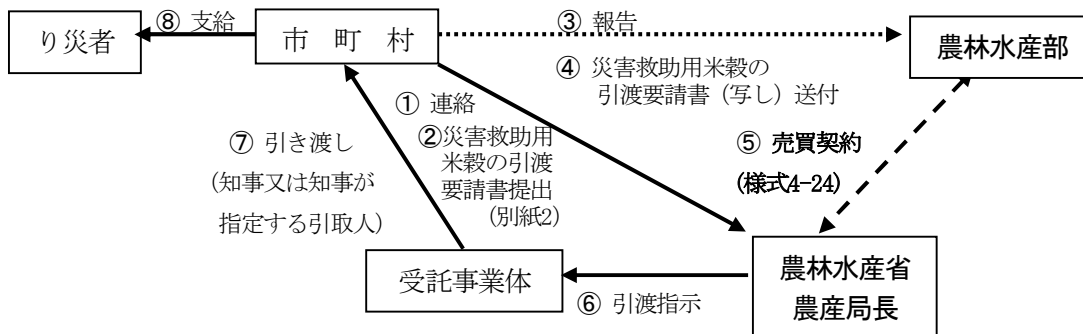 ⑧ 支給
り災者
市 町 村
③ 報告
農林水産部
④ 災害救助用米穀の
引渡要請書（写し）送付
① 連絡
②災害救助用
米穀の引渡
要請書提出
(別紙2)
⑦ 引き渡し
(知事又は知事が
指定する引取人)
⑤ 売買契約
(様式4-24)
受託事業体
⑥ 引渡指示
農林水産省
農産局長